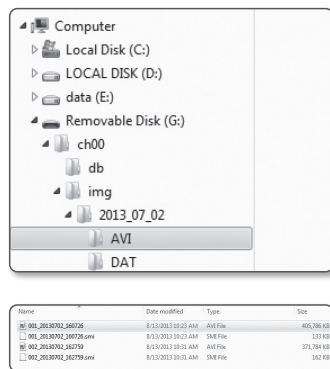 Computer
Local Disk (C:)
LOCAL DISK (D:)
data (E:)
Removable Disk (G:)
ch00
db
img
2013_07_02
AVI
DAT
Name Date modified Type Size
001_20130702_160726 8/13/2013 10:23 AM AVI File 405,786 KB
001_20130702_160726.smi 8/13/2013 10:23 AM SMI File 133 KB
002_20130702_162759 8/13/2013 10:31 AM AVI File 371,784 KB
002_20130702_162759.smi 8/13/2013 10:31 AM SMI File 162 KB